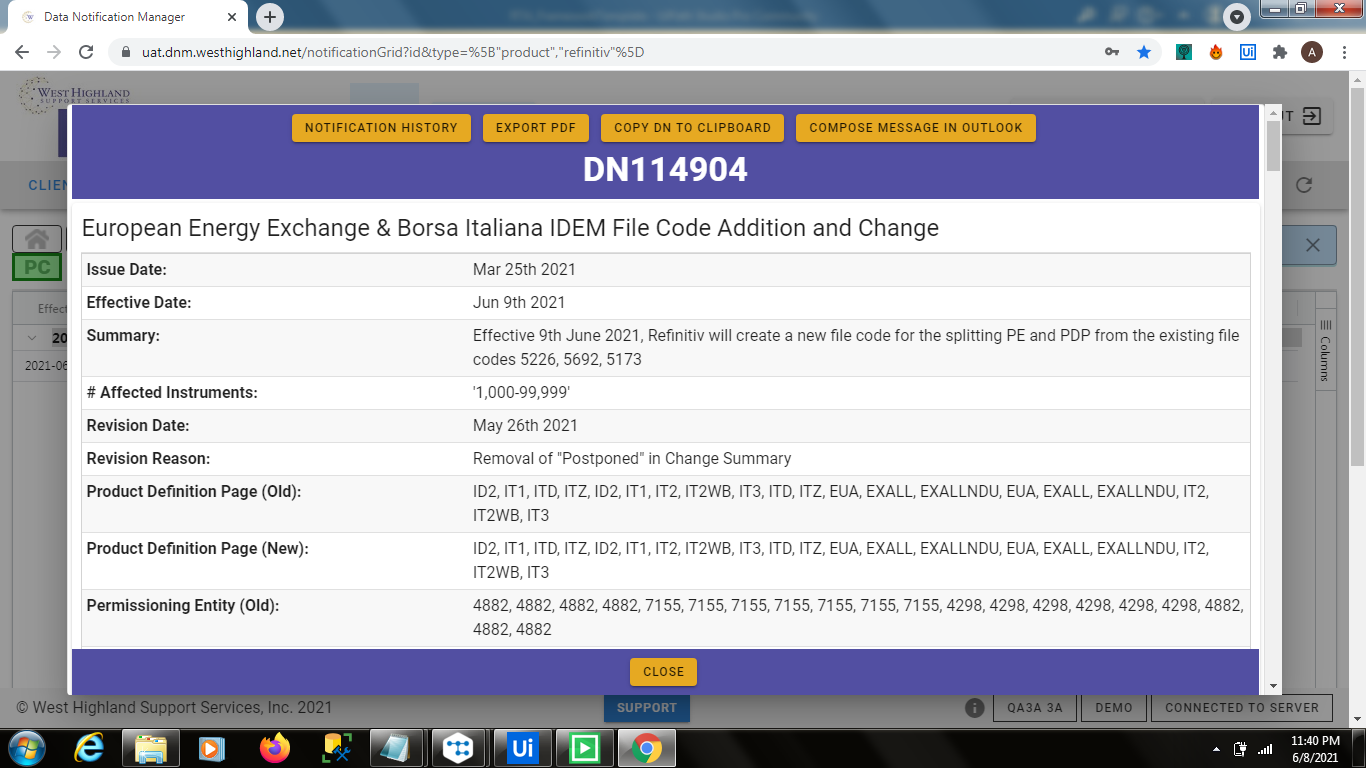 Data Notification Manager
uat.dnm.westhighland.net/notificationGrid?id&type=%5B"product","refinitiv"%5D
A
WEST HIGHLAND
SUPPORT SERVICES
NOTIFICATION HISTORY
EXPORT PDF
COPY DN TO CLIPBOARD
COMPOSE MESSAGE IN OUTLOOK
UT
DN114904
CLIEN
European Energy Exchange & Borsa Italiana IDEM File Code Addition and Change
PC
Issue Date: Mar 25th 2021
Effect
Effective Date: Jun 9th 2021
20
Summary: Effective 9th June 2021, Refinitiv will create a new file code for the splitting PE and PDP from the existing file
codes 5226, 5692, 5173
Columns
2021-06
# Affected Instruments: '1,000-99,999'
Revision Date: May 26th 2021
Revision Reason: Removal of "Postponed" in Change Summary
Product Definition Page (Old): ID2, IT1, ITD, ITZ, ID2, IT1, IT2, IT2WB, IT3, ITD, ITZ, EUA, EXALL, EXALLNDU, EUA, EXALL, EXALLNDU, IT2,
IT2WB, IT3
Product Definition Page (New): ID2, IT1, ITD, ITZ, ID2, IT1, IT2, IT2WB, IT3, ITD, ITZ, EUA, EXALL, EXALLNDU, EUA, EXALL, EXALLNDU, IT2,
IT2WB, IT3
Permissioning Entity (Old): 4882, 4882, 4882, 4882, 7155, 7155, 7155, 7155, 7155, 7155, 7155, 4298, 4298, 4298, 4298, 4298, 4298, 4882,
4882, 4882
CLOSE
© West Highland Support Services, Inc. 2021
SUPPORT
QA3A 3A
DEMO
CONNECTED TO SERVER
Ui
11:40 PM
6/8/2021